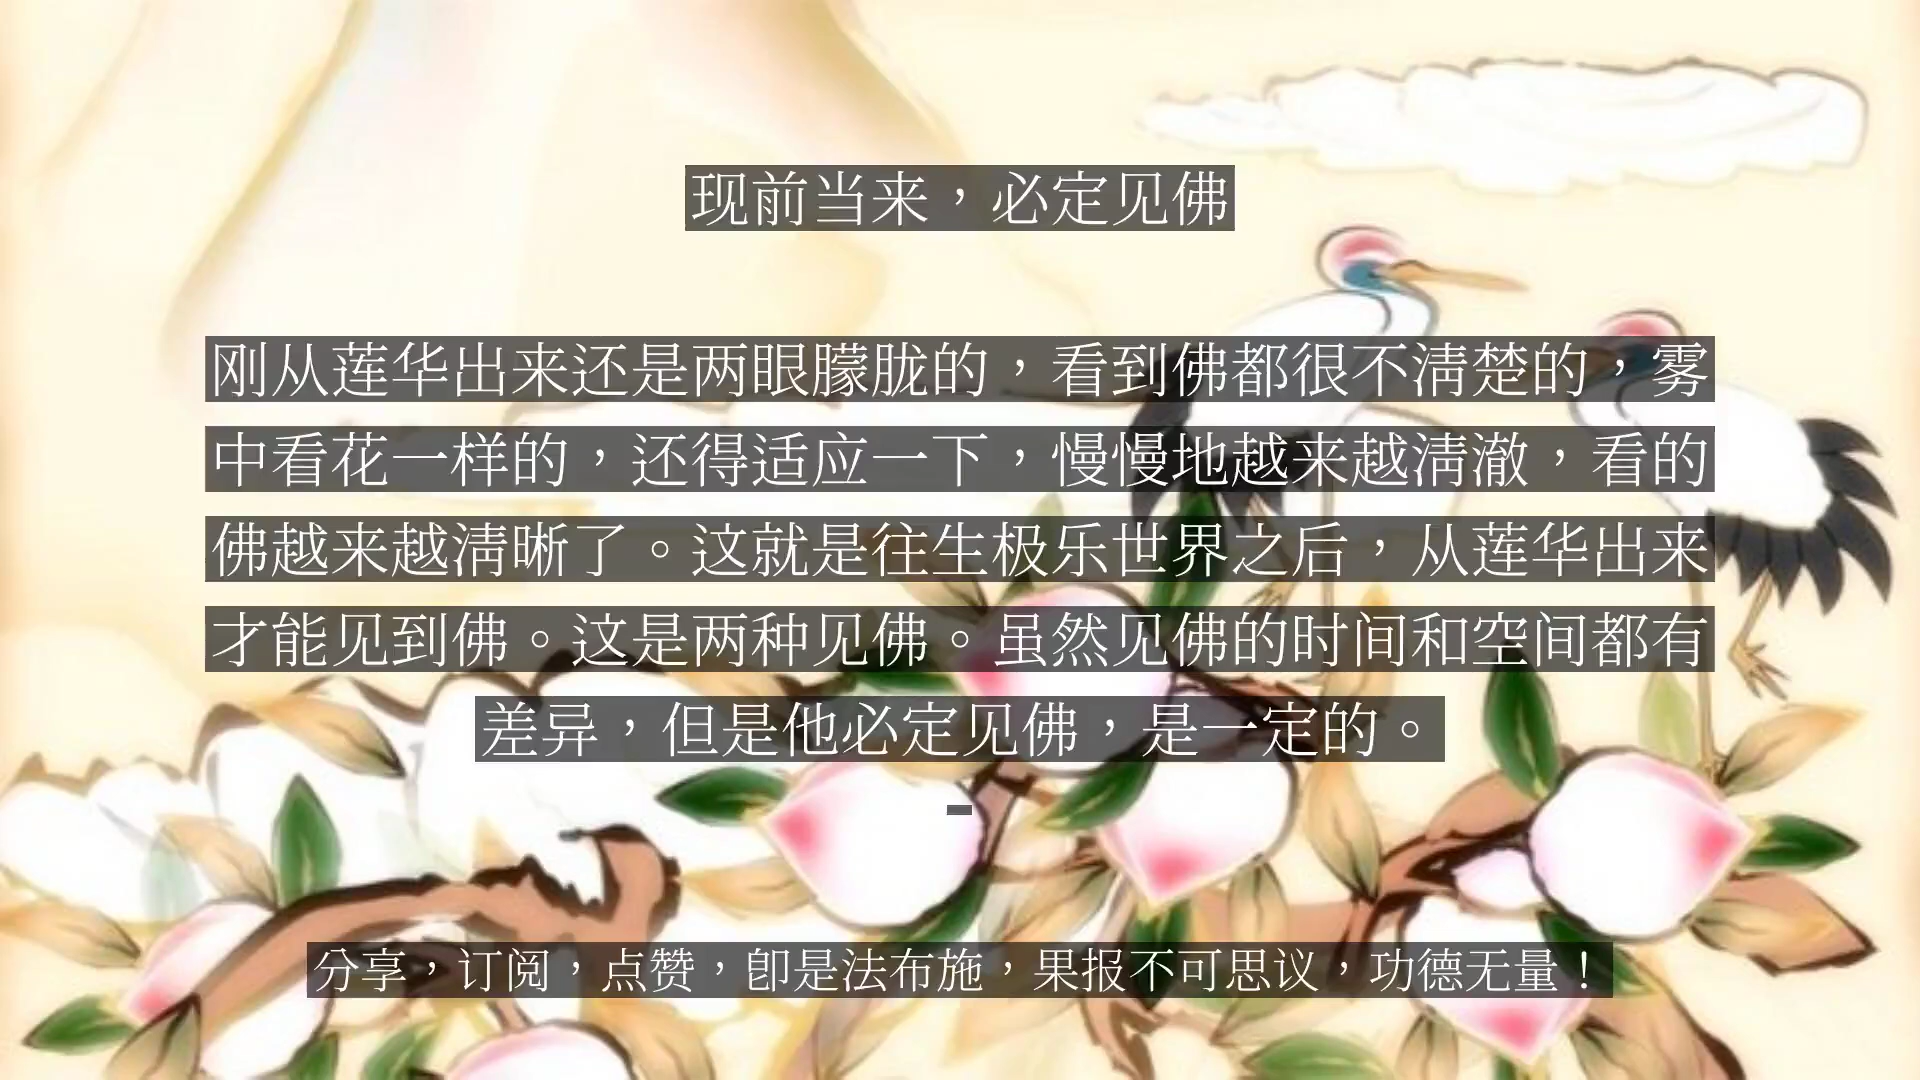 现前当来，必定见佛
刚从莲华出来还是两眼朦胧的，看到佛都很不清楚的，雾
中看花一样的，还得适应一下，慢慢地越来越清澈，看的
佛越来越清晰了。这就是往生极乐世界之后，从莲华出来
才能见到佛。这是两种见佛。虽然见佛的时间和空间都有
差异，但是他必定见佛，是一定的。
-
分享，订阅，点赞，即是法布施，果报不可思议，功德无量！